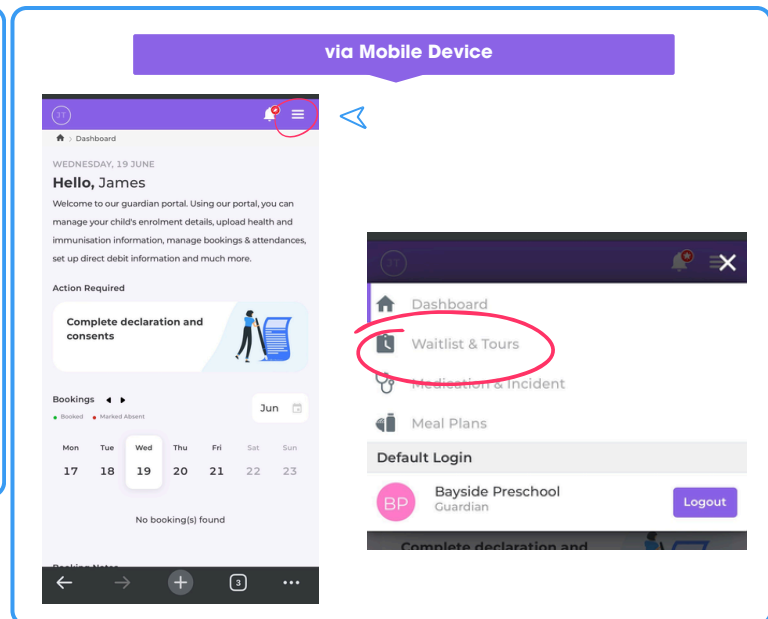 via Mobile Device
JT
Dashboard
WEDNESDAY, 19 JUNE
Hello, James
Welcome to our guardian portal. Using our portal, you can
manage your child's enrolment details, upload health and
immunisation information, manage bookings & attendances,
set up direct debit information and much more.
Action Required
Complete declaration and
consents
Bookings
Jun
Booked Marked Absent
Mon Tue Wed Thu Fri Sat Sun
17 18 19 20 21 22 23
No booking(s) found
Booking Notes
3
JT
Dashboard
Waitlist & Tours
Medication & Incident
Meal Plans
Default Login
BP
Bayside Preschool
Guardian
Logout
Complete declaration and